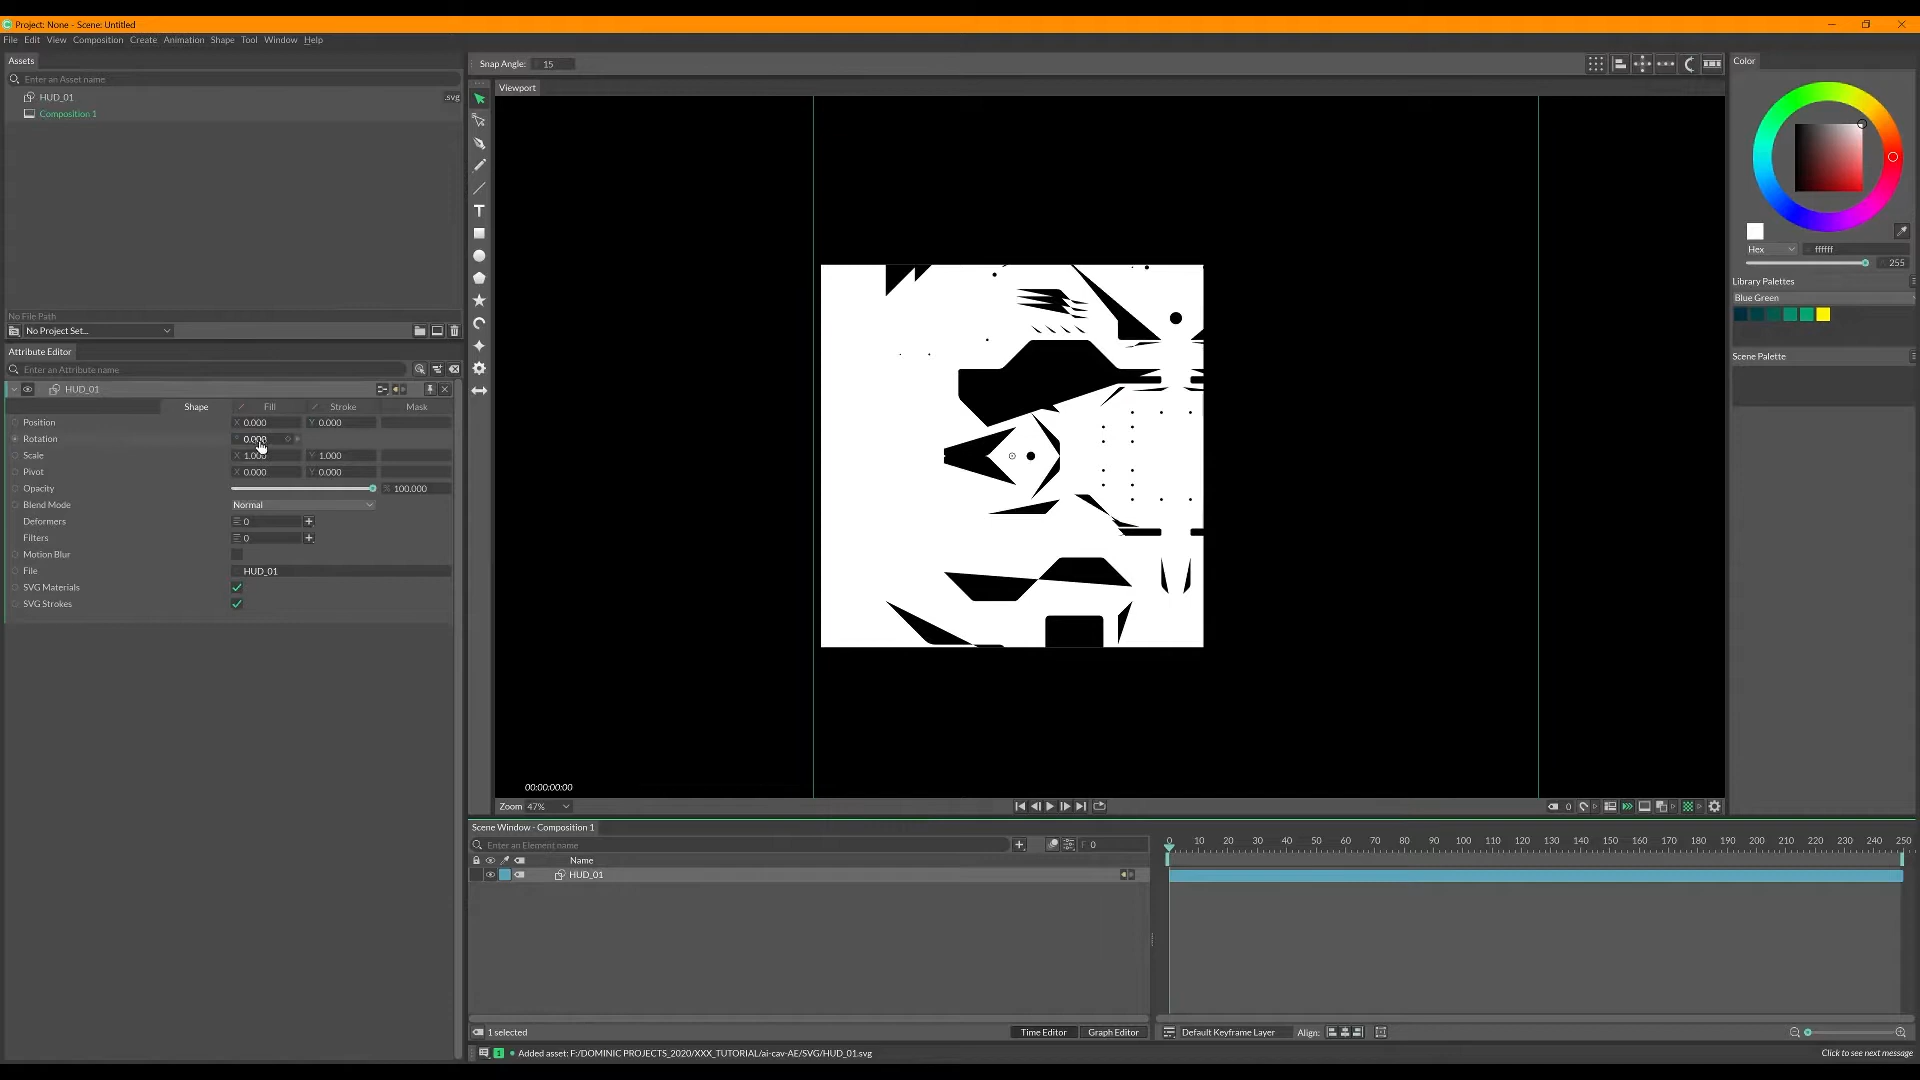 Project: None - Scene: Untitled
File Edit View Composition Create Animation Shape Tool Window Help
Assets
Enter an Asset name
HUD_01 .svg
Composition 1
No File Path
No Project Set...
Attribute Editor
Enter an Attribute name
HUD_01
Shape Fill Stroke Mask
Position X 0.000 Y 0.000
Rotation 0.000
Scale X 1.000 Y 1.000
Pivot X 0.000 Y 0.000
Opacity % 100.000
Blend Mode Normal
Deformers 0
Filters 0
Motion Blur
File HUD_01
SVG Materials
SVG Strokes
Snap Angle: 15
Viewport
00:00:00:00
Zoom 47%
0
Scene Window - Composition 1
Enter an Element name
F 0
Name
HUD_01
0 10 20 30 40 50 60 70 80 90 100 110 120 130 140 150 160 170 180 190 200 210 220 230 240 250
1 selected
Time Editor Graph Editor
Default Keyframe Layer Align:
1 Added asset: F:/DOMINIC PROJECTS_2020/XXX_TUTORIAL/ai-cav-AE/SVG/HUD_01.svg
Click to see next message
Color
Hex ffffff
255
Library Palettes
Blue Green
Scene Palette